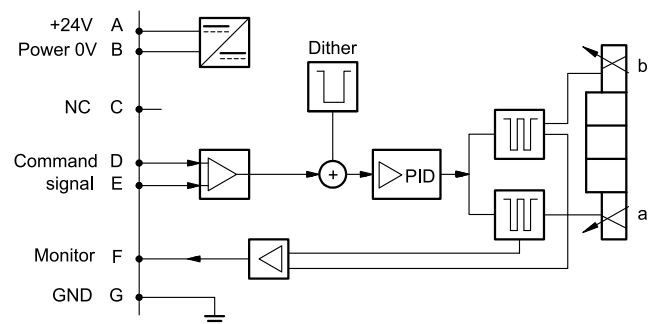 +24V A
Power 0V B
Dither
b
NC C
Command D
signal E
+
PID
a
Monitor F
GND G